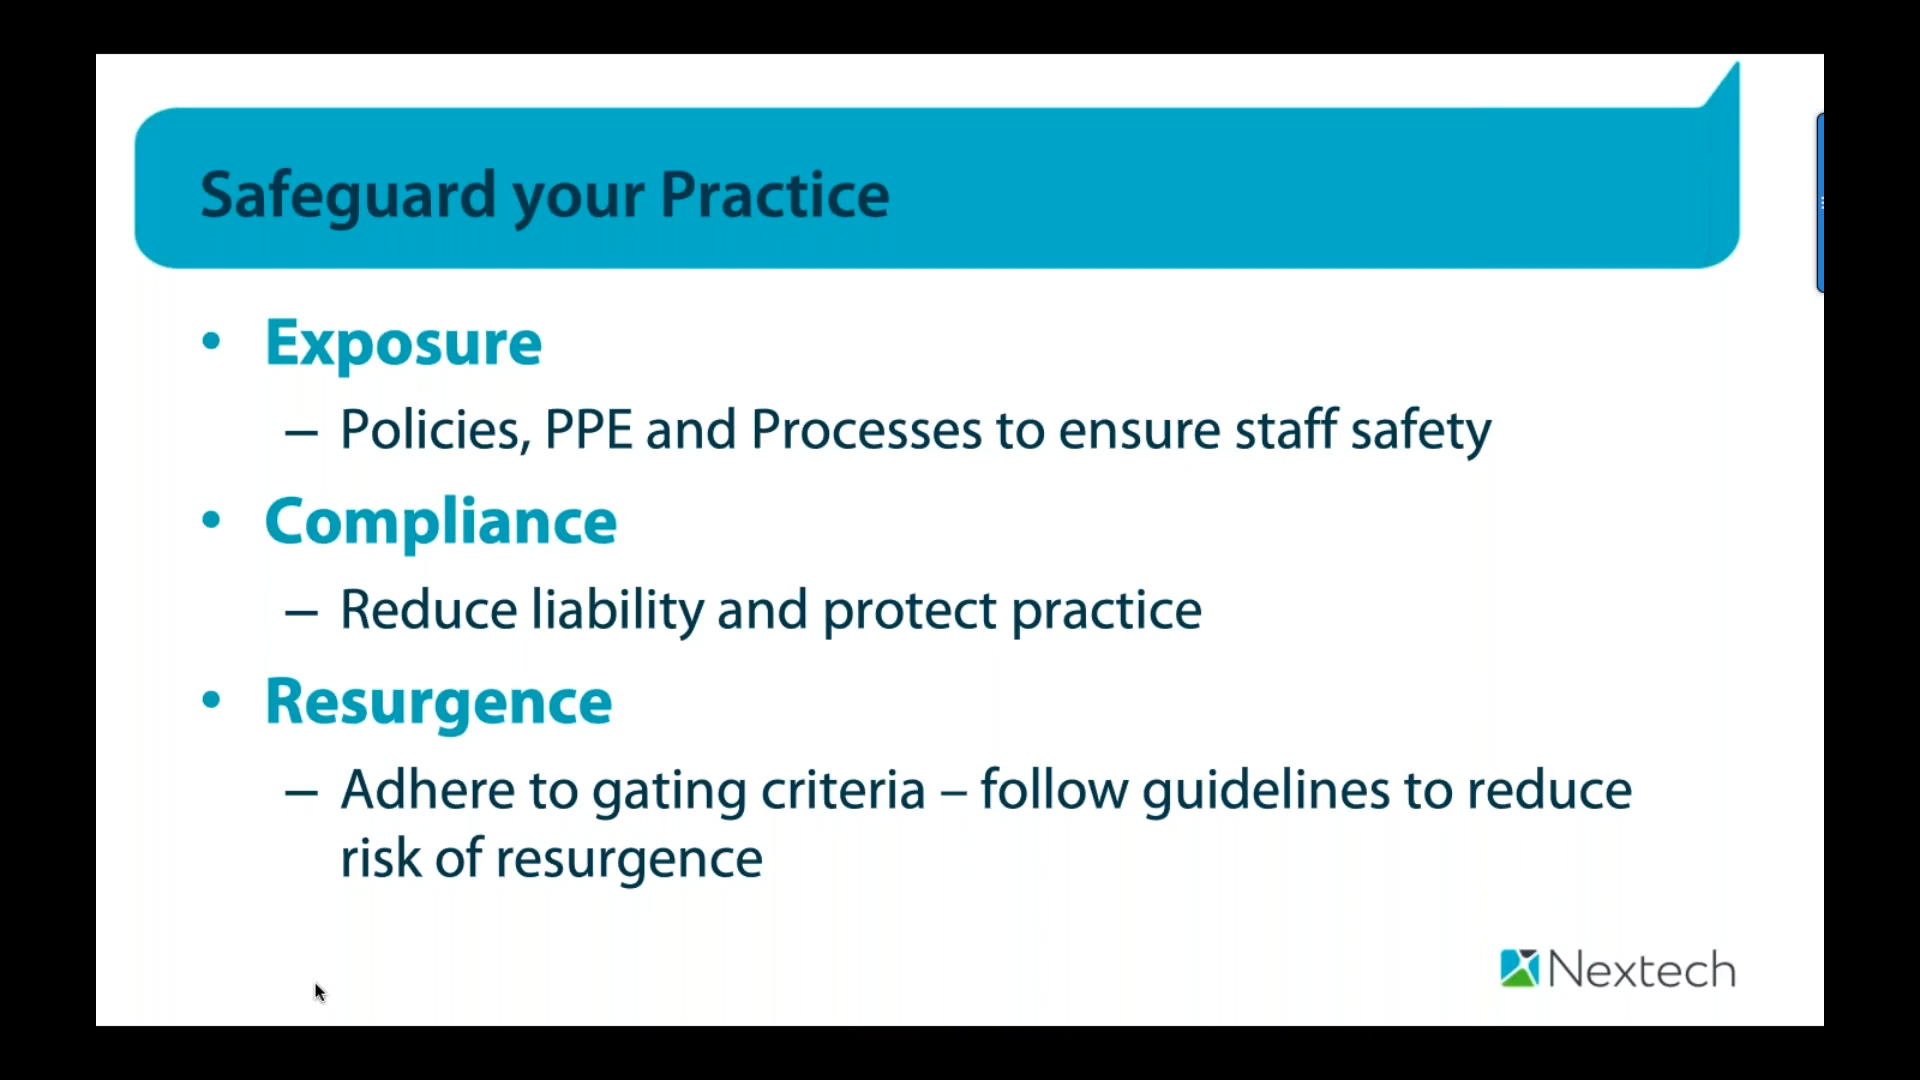 Safeguard your Practice
• Exposure
– Policies, PPE and Processes to ensure staff safety
• Compliance
– Reduce liability and protect practice
• Resurgence
– Adhere to gating criteria – follow guidelines to reduce
risk of resurgence
Nextech